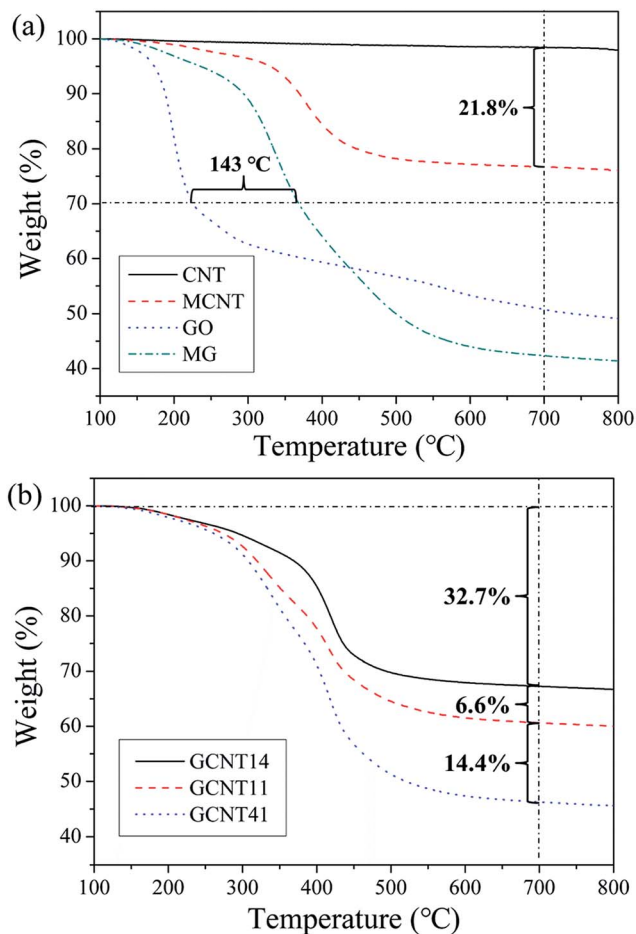 (a)
100
90
80
70
60
50
40
Weight (%)
21.8%
143 °C
CNT
MCNT
GO
MG
100 200 300 400 500 600 700 800
Temperature (°C)
(b)
100
90
80
70
60
50
40
Weight (%)
32.7%
6.6%
14.4%
GCNT14
GCNT11
GCNT41
100 200 300 400 500 600 700 800
Temperature (°C)